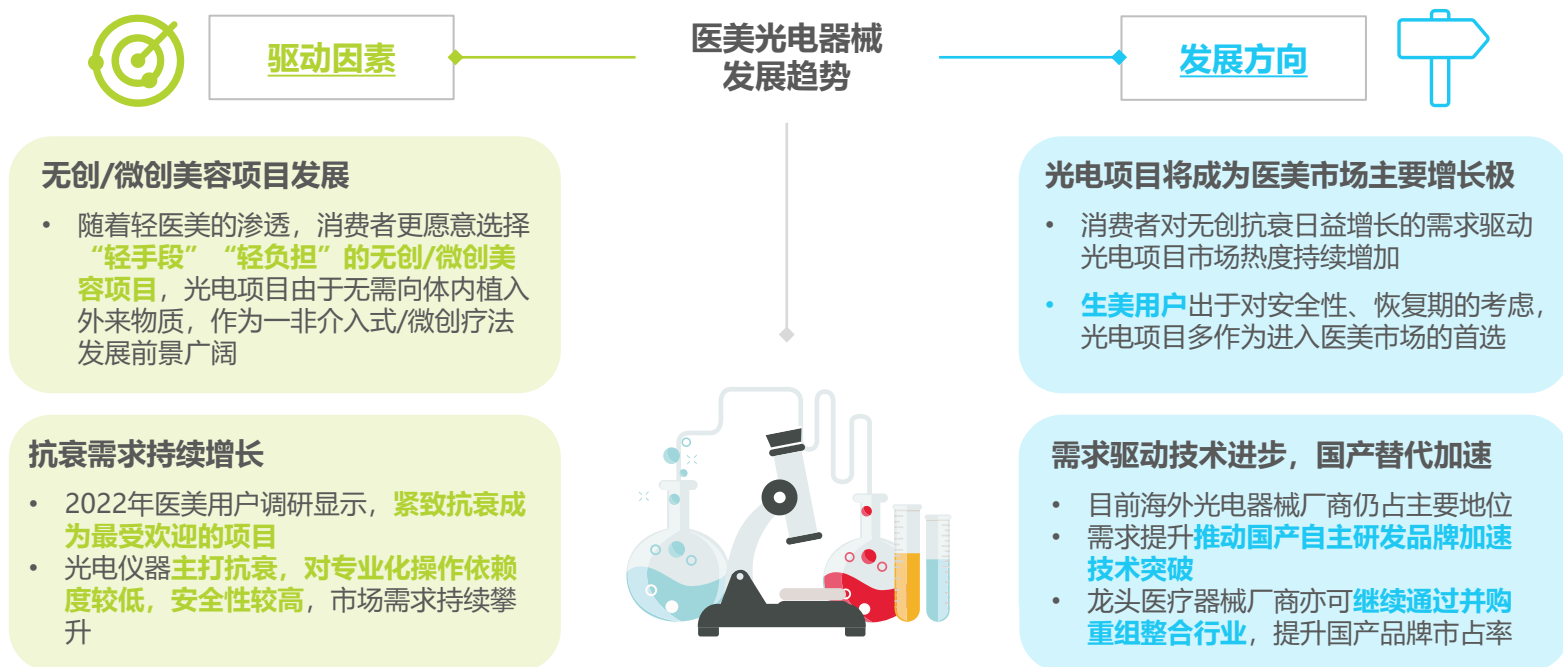 驱动因素
医美光电器械
发展趋势
发展方向
无创/微创美容项目发展
• 随着轻医美的渗透，消费者更愿意选择
“轻手段”“轻负担”的无创/微创美
容项目，光电项目由于无需向体内植入
外来物质，作为一非介入式/微创疗法
发展前景广阔
抗衰需求持续增长
• 2022年医美用户调研显示，紧致抗衰成
为最受欢迎的项目
• 光电仪器主打抗衰，对专业化操作依赖
度较低，安全性较高，市场需求持续攀
升
光电项目将成为医美市场主要增长极
• 消费者对无创抗衰日益增长的需求驱动
光电项目市场热度持续增加
• 生美用户出于对安全性、恢复期的考虑，
光电项目多作为进入医美市场的首选
需求驱动技术进步，国产替代加速
• 目前海外光电器械厂商仍占主要地位
• 需求提升推动国产自主研发品牌加速
技术突破
• 龙头医疗器械厂商亦可继续通过并购
重组整合行业，提升国产品牌市占率